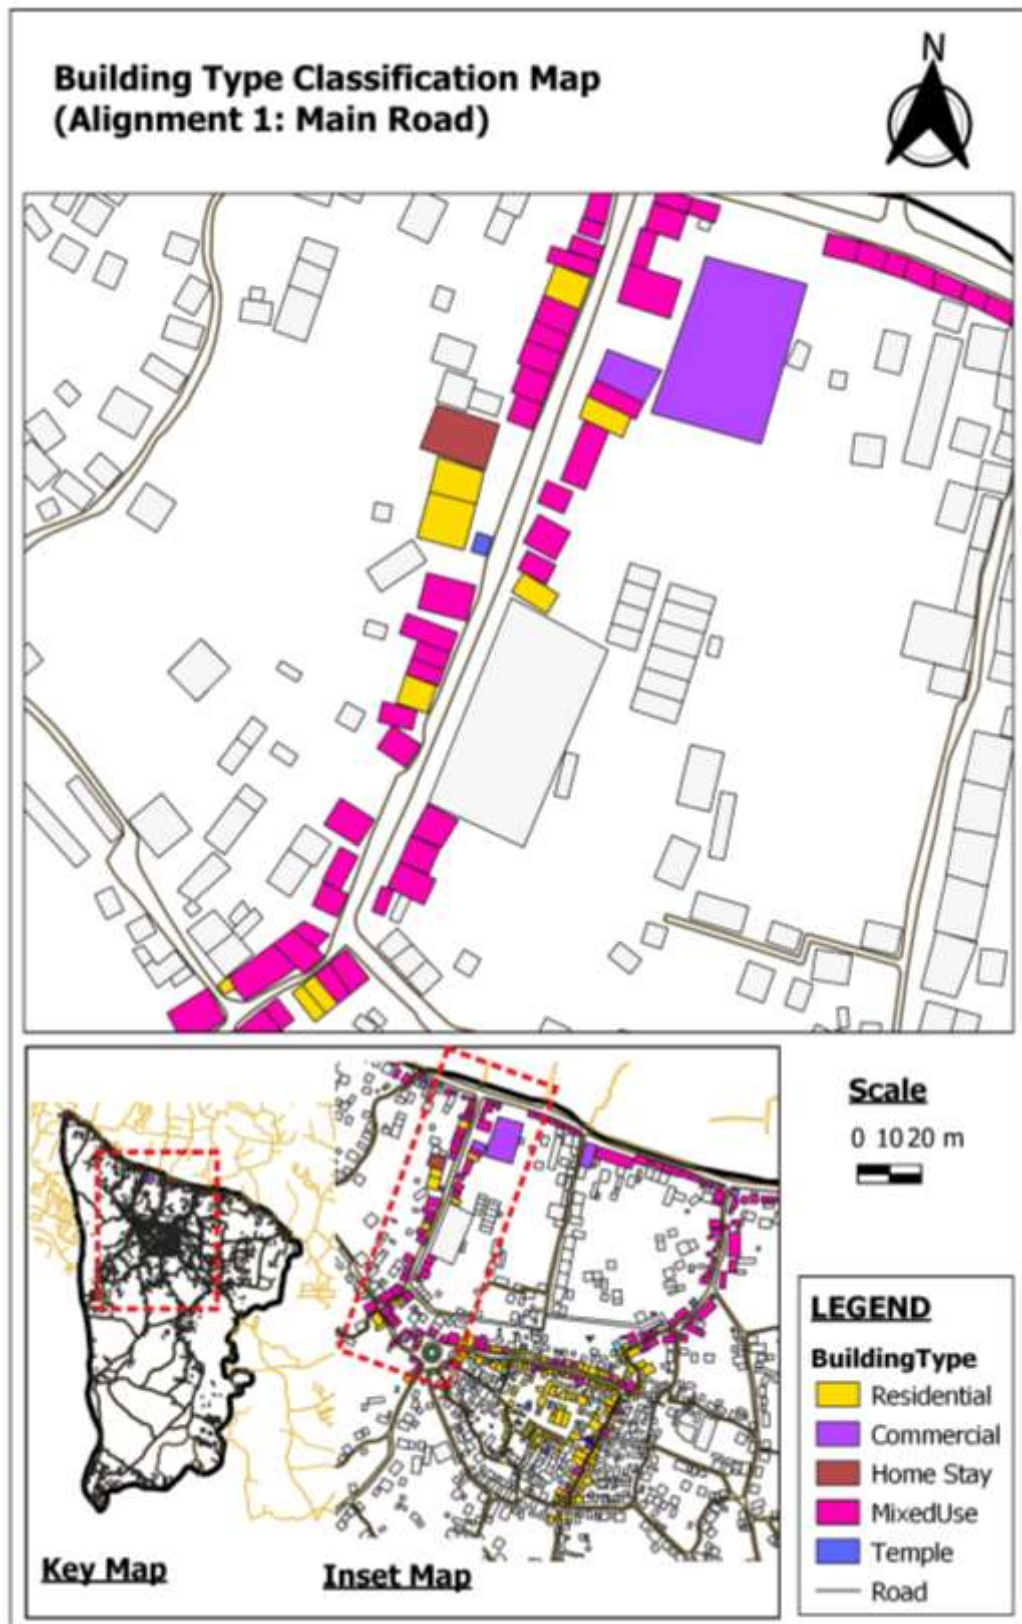 Building Type Classification Map
(Alignment 1: Main Road)
N
Scale
0 10 20 m
LEGEND
BuildingType
Residential
Commercial
Home Stay
MixedUse
Temple
Road
Key Map
Inset Map